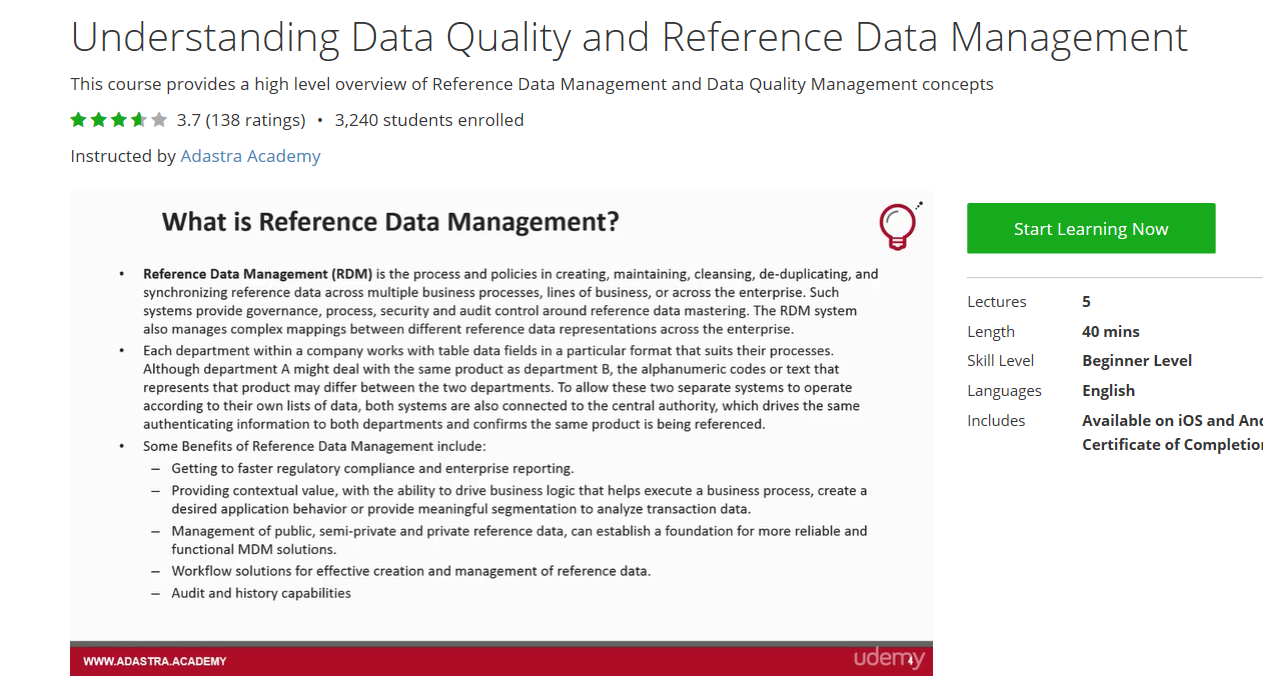 Understanding Data Quality and Reference Data Management
This course provides a high level overview of Reference Data Management and Data Quality Management concepts
3.7 (138 ratings) • 3,240 students enrolled
Instructed by Adastra Academy
What is Reference Data Management?
• Reference Data Management (RDM) is the process and policies in creating, maintaining, cleansing, de-duplicating, and
synchronizing reference data across multiple business processes, lines of business, or across the enterprise. Such
systems provide governance, process, security and audit control around reference data mastering. The RDM system
also manages complex mappings between different reference data representations across the enterprise.
• Each department within a company works with table data fields in a particular format that suits their processes.
Although department A might deal with the same product as department B, the alphanumeric codes or text that
represents that product may differ between the two departments. To allow these two separate systems to operate
according to their own lists of data, both systems are also connected to the central authority, which drives the same
authenticating information to both departments and confirms the same product is being referenced.
• Some Benefits of Reference Data Management include:
– Getting to faster regulatory compliance and enterprise reporting.
– Providing contextual value, with the ability to drive business logic that helps execute a business process, create a
desired application behavior or provide meaningful segmentation to analyze transaction data.
– Management of public, semi-private and private reference data, can establish a foundation for more reliable and
functional MDM solutions.
– Workflow solutions for effective creation and management of reference data.
– Audit and history capabilities
WWW.ADASTRA.ACADEMY
udemy
Start Learning Now
Lectures 5
Length 40 mins
Skill Level Beginner Level
Languages English
Includes Available on iOS and
Certificate of